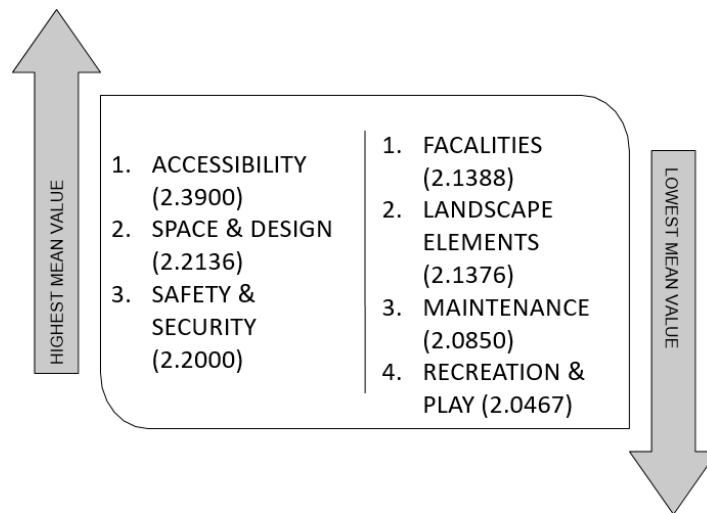 HIGHEST MEAN VALUE
1. ACCESSIBILITY
(2.3900)
2. SPACE & DESIGN
(2.2136)
3. SAFETY &
SECURITY
(2.2000)
1. FACALITIES
(2.1388)
2. LANDSCAPE
ELEMENTS
(2.1376)
3. MAINTENANCE
(2.0850)
4. RECREATION &
PLAY (2.0467)
LOWEST MEAN VALUE